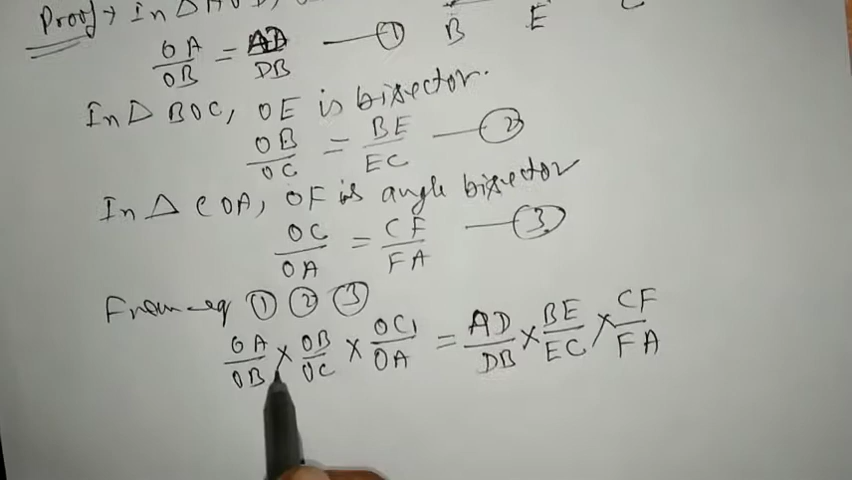 Proof → In △AOD,
B E C
OA/OB = AD/DB —— ①
In △ BOC, OE is bisector.
OB/OC = BE/EC —— ②
In △ COA, OF is angle bisector
OC/OA = CF/FA —— ③
From eq ① ② ③
OA/OB × OB/OC × OC/OA = AD/DB × BE/EC × CF/FA